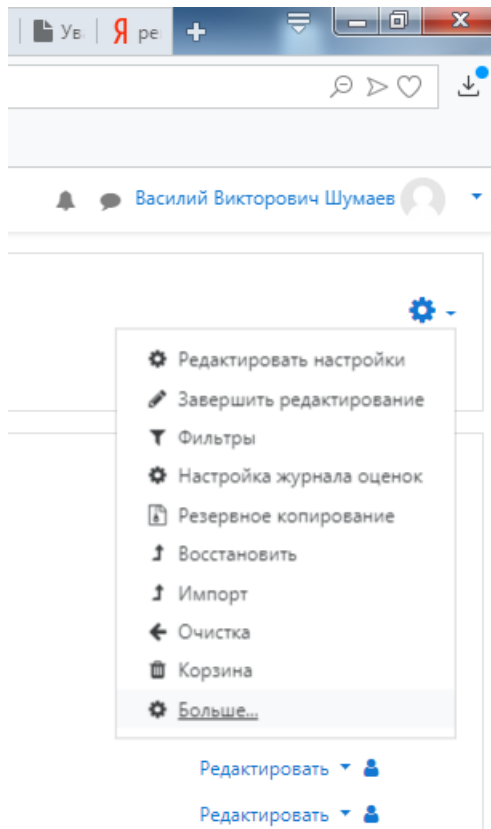 Ув Я ре
Василий Викторович Шумаев
Редактировать настройки
Завершить редактирование
Фильтры
Настройка журнала оценок
Резервное копирование
Восстановить
Импорт
Очистка
Корзина
Больше...
Редактировать
Редактировать